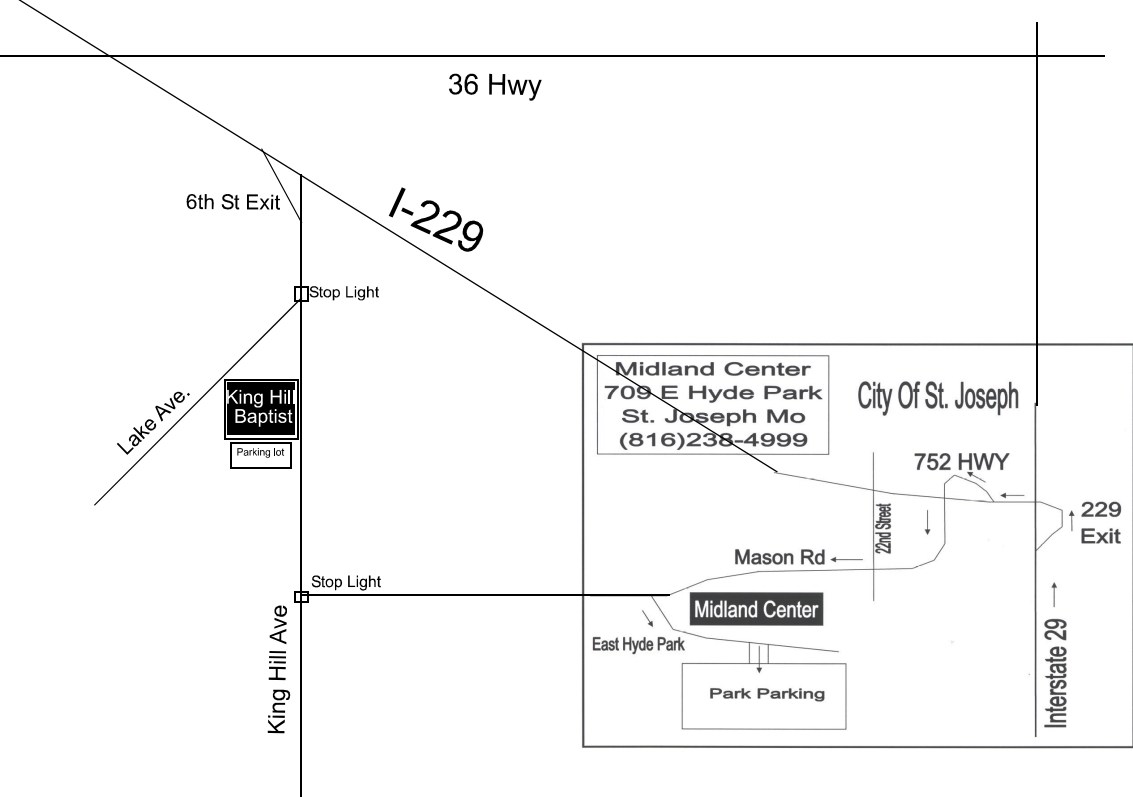 36 Hwy
6th St Exit
I-229
Stop Light
King Hill
Baptist
Parking lot
Lake Ave.
Stop Light
King Hill Ave
Midland Center
709 E Hyde Park
St. Joseph Mo
(816)238-4999
City Of St. Joseph
752 HWY
229
Exit
22nd Street
Mason Rd
Midland Center
East Hyde Park
Park Parking
Interstate 29